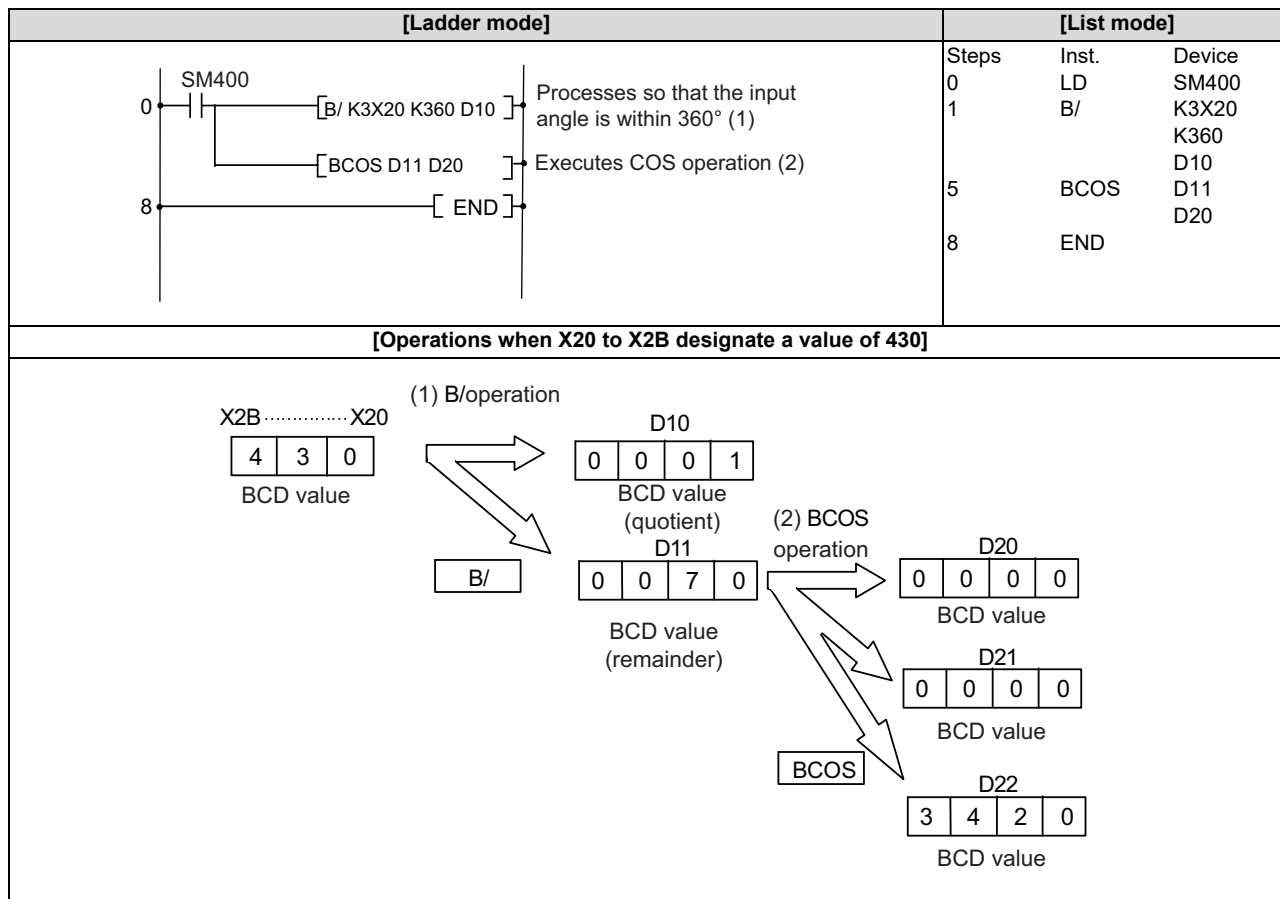 [Ladder mode] [List mode]
SM400
0 [B/ K3X20 K360 D10 ] Processes so that the input
angle is within 360° (1)
[BCOS D11 D20 ] Executes COS operation (2)
8 [ END ]
Steps Inst. Device
0 LD SM400
1 B/ K3X20
K360
D10
5 BCOS D11
D20
8 END
[Operations when X20 to X2B designate a value of 430]
(1) B/operation
X2B ··············· X20
4 3 0
BCD value
B/
D10
0 0 0 1
BCD value
(quotient)
D11
0 0 7 0
BCD value
(remainder)
(2) BCOS
operation
BCOS
D20
0 0 0 0
BCD value
D21
0 0 0 0
BCD value
D22
3 4 2 0
BCD value